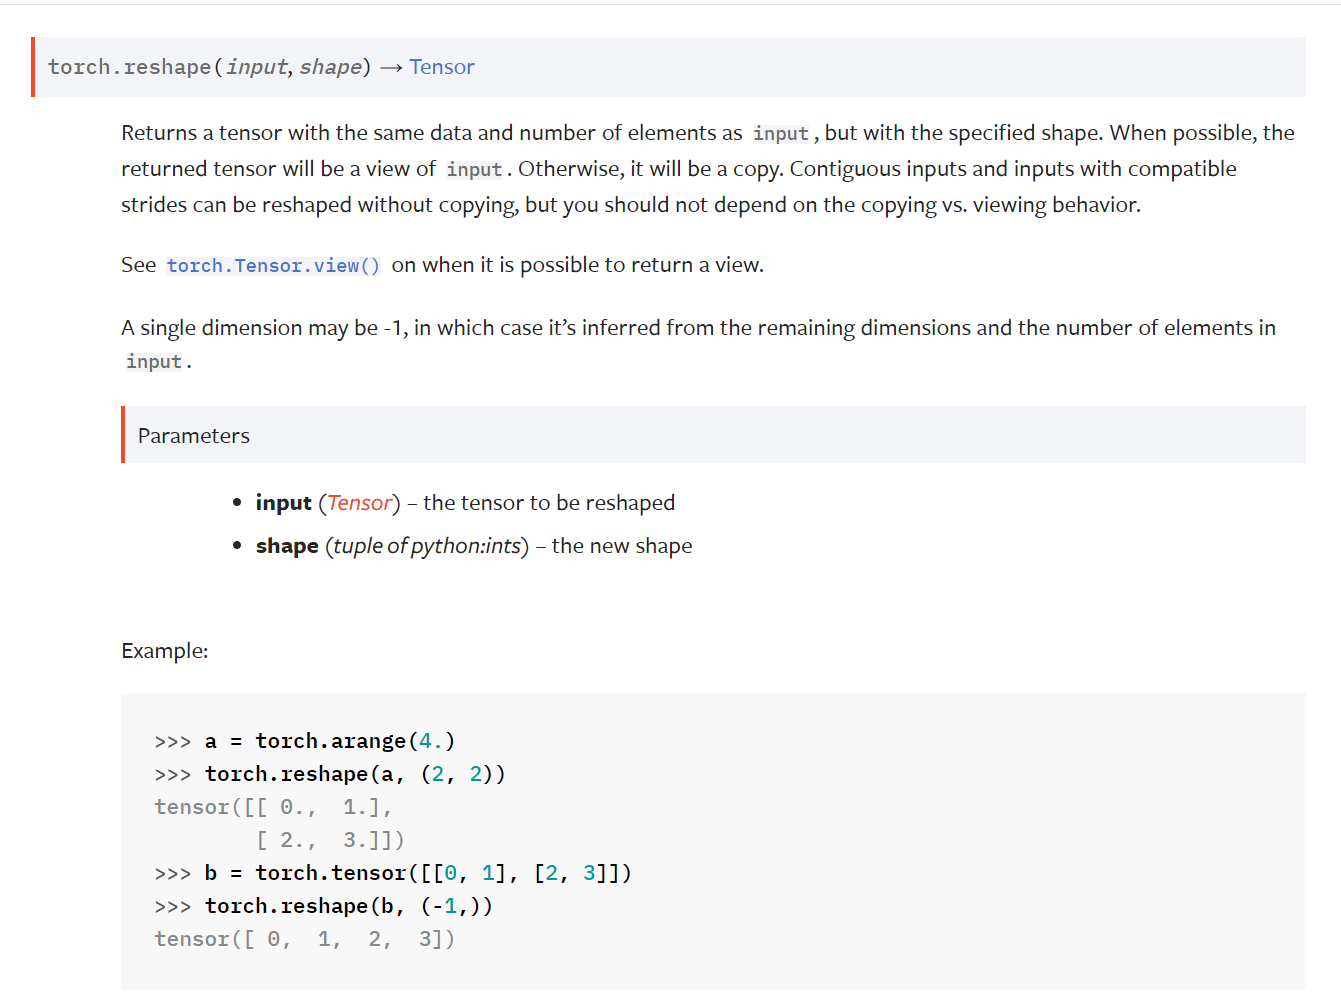 torch.reshape(input, shape) → Tensor
Returns a tensor with the same data and number of elements as input, but with the specified shape. When possible, the
returned tensor will be a view of input. Otherwise, it will be a copy. Contiguous inputs and inputs with compatible
strides can be reshaped without copying, but you should not depend on the copying vs. viewing behavior.
See torch.Tensor.view() on when it is possible to return a view.
A single dimension may be -1, in which case it’s inferred from the remaining dimensions and the number of elements in
input.
Parameters
• input (Tensor) – the tensor to be reshaped
• shape (tuple of python:ints) – the new shape
Example:
>>> a = torch.arange(4.)
>>> torch.reshape(a, (2, 2))
tensor([[ 0.,  1.],
        [ 2.,  3.]])
>>> b = torch.tensor([[0, 1], [2, 3]])
>>> torch.reshape(b, (-1,))
tensor([ 0,  1,  2,  3])